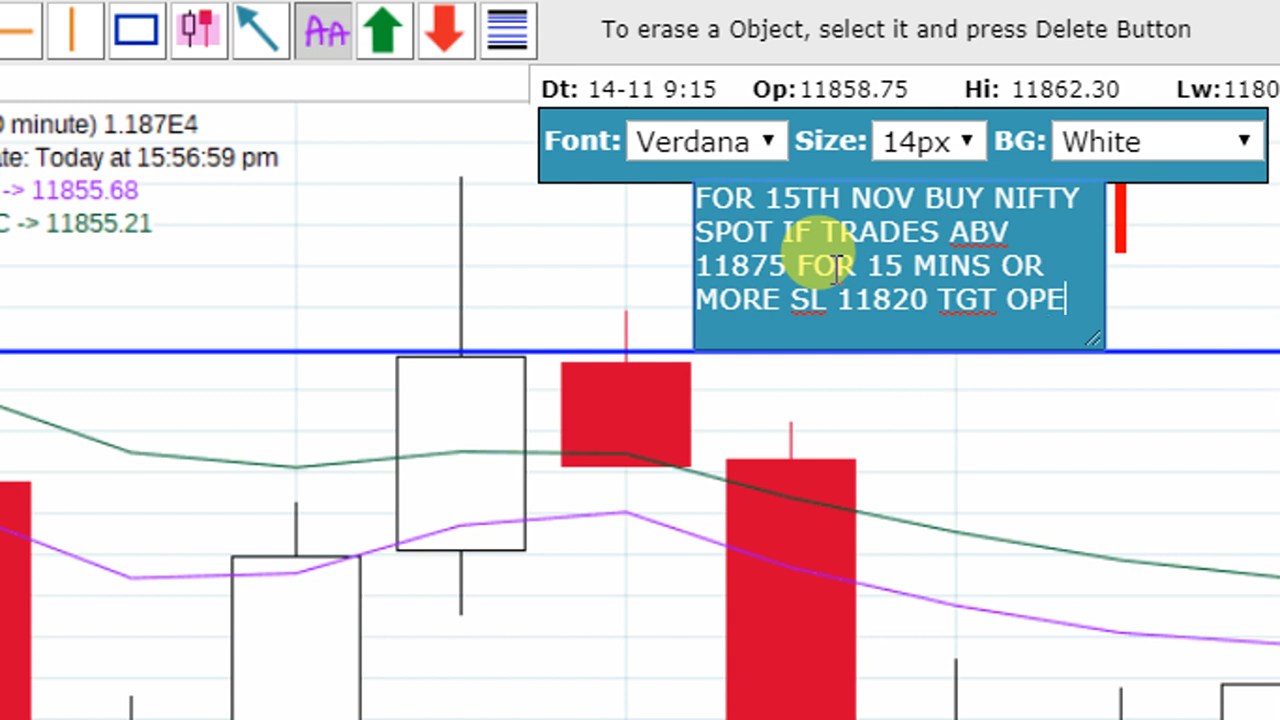 AA
To erase a Object, select it and press Delete Button
Dt: 14-11 9:15 Op:11858.75 Hi: 11862.30 Lw:1180
minute) 1.187E4
Font: Verdana Size: 14px BG: White
Today at 15:56:59 pm
-> 11855.68
C -> 11855.21
FOR 15TH NOV BUY NIFTY
SPOT IF TRADES ABV
11875 FOR 15 MINS OR
MORE SL 11820 TGT OPE